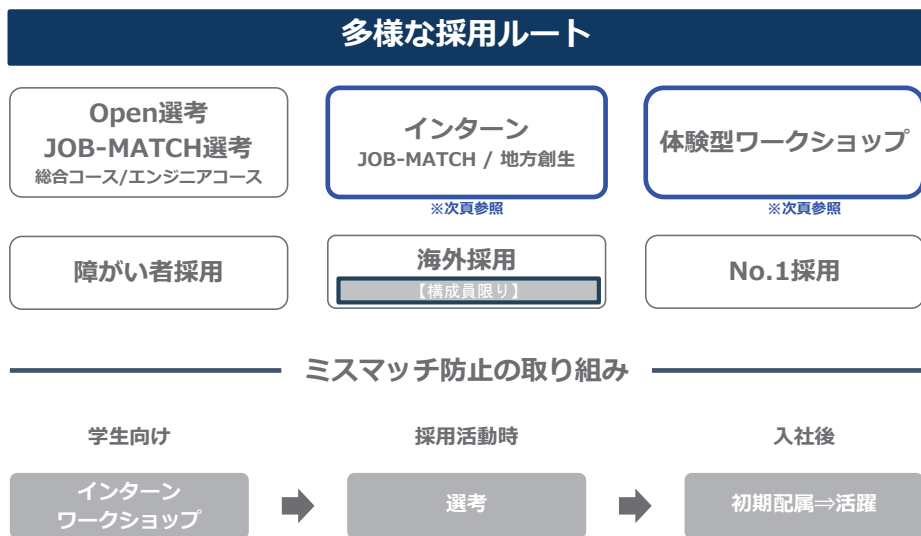 多様な採用ルート
Open選考
JOB-MATCH選考
総合コース/エンジニアコース
インターン
JOB-MATCH / 地方創生
※次頁参照
体験型ワークショップ
※次頁参照
障がい者採用
海外採用
【構成員限り】
No.1採用
ミスマッチ防止の取り組み
学生向け
採用活動時
入社後
インターン
ワークショップ
選考
初期配属⇒活躍